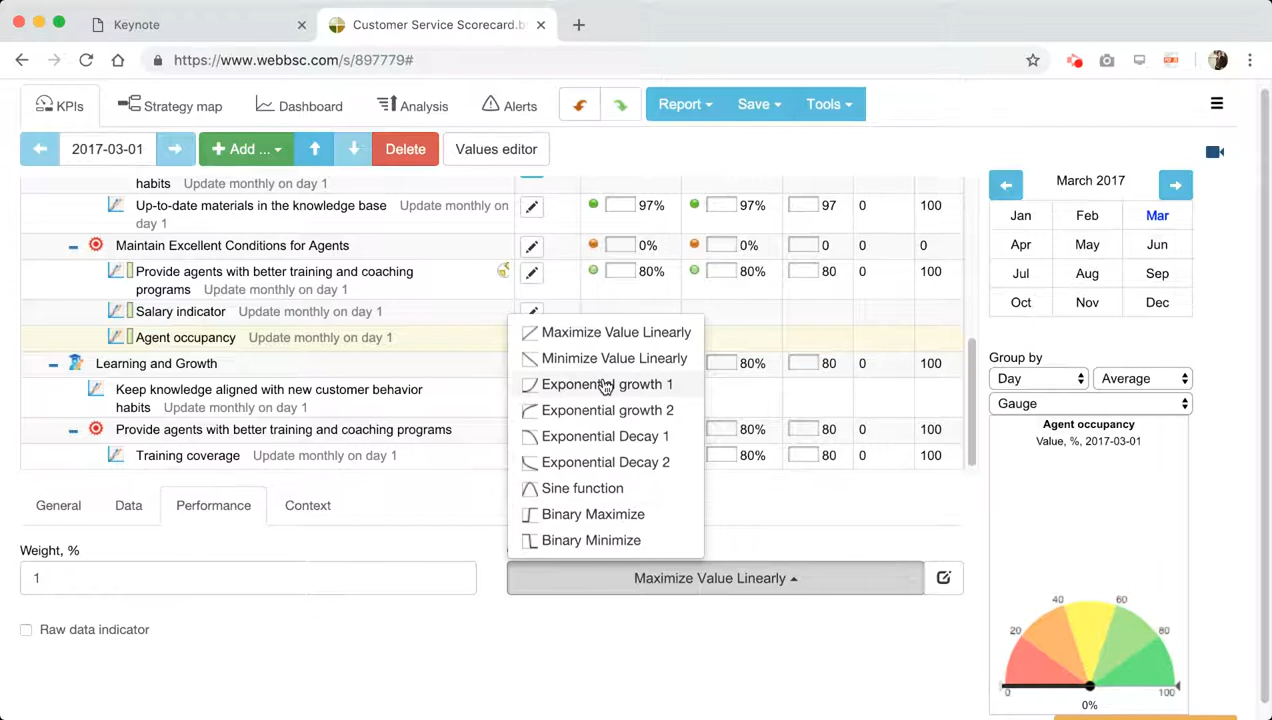 Keynote
Customer Service Scorecard.b
https://www.webbsc.com/s/897779#
KPIs
Strategy map
Dashboard
Analysis
Alerts
Report
Save
Tools
2017-03-01
Add ...
Delete
Values editor
habits Update monthly on day 1
Up-to-date materials in the knowledge base Update monthly on
day 1
97% 97% 97 0 100
Maintain Excellent Conditions for Agents 0% 0% 0 0 0
Provide agents with better training and coaching
programs Update monthly on day 1
80% 80% 80 0 100
Salary indicator Update monthly on day 1
Agent occupancy Update monthly on day 1
Learning and Growth 80% 80 0 100
Keep knowledge aligned with new customer behavior
habits Update monthly on day 1
Provide agents with better training and coaching programs 80% 80 0 100
Training coverage Update monthly on day 1 80% 80 0 100
Maximize Value Linearly
Minimize Value Linearly
Exponential growth 1
Exponential growth 2
Exponential Decay 1
Exponential Decay 2
Sine function
Binary Maximize
Binary Minimize
General
Data
Performance
Context
Weight, %
1
Maximize Value Linearly
Raw data indicator
March 2017
Jan Feb Mar
Apr May Jun
Jul Aug Sep
Oct Nov Dec
Group by
Day
Average
Gauge
Agent occupancy
Value, %, 2017-03-01
0
20
40
60
80
100
0%